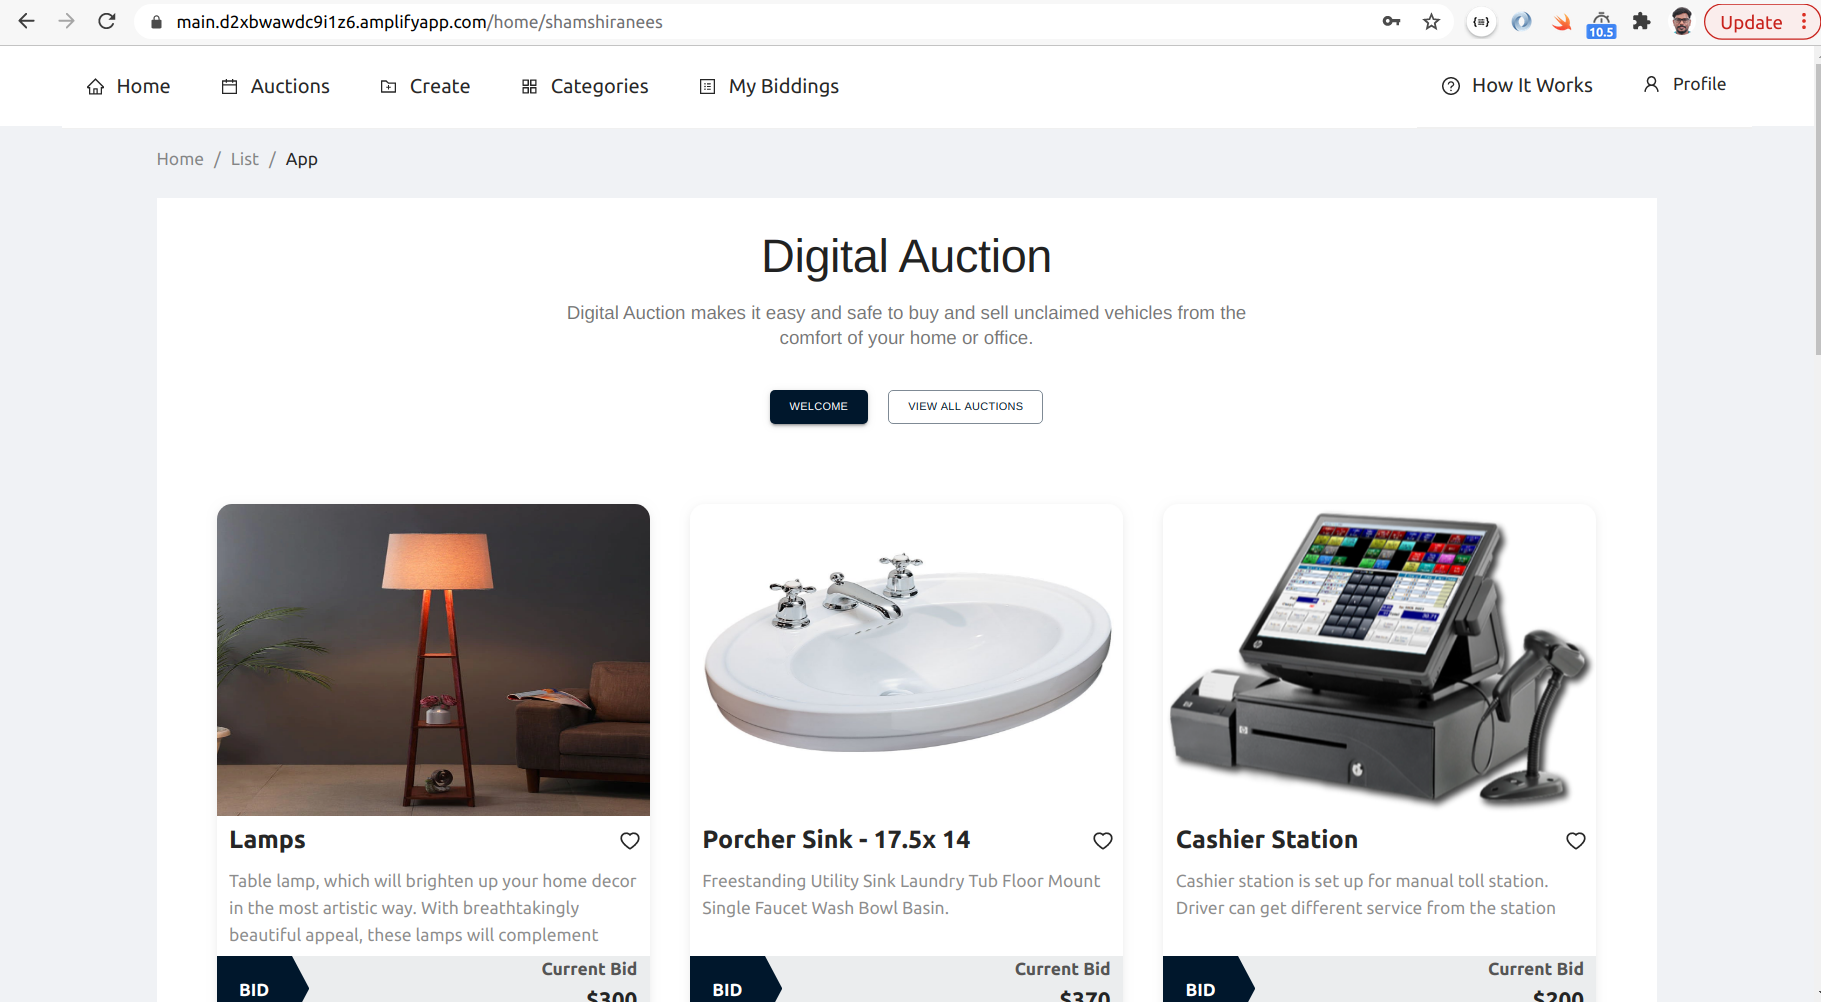 main.d2xbwawdc9i1z6.amplifyapp.com/home/shamshiranees
10.5
Update
Home
Auctions
Create
Categories
My Biddings
How It Works
Profile
Home / List / App
Digital Auction
Digital Auction makes it easy and safe to buy and sell unclaimed vehicles from the
comfort of your home or office.
WELCOME
VIEW ALL AUCTIONS
Lamps
Table lamp, which will brighten up your home decor
in the most artistic way. With breathtakingly
beautiful appeal, these lamps will complement
BID
Current Bid
$300
Porcher Sink - 17.5x 14
Freestanding Utility Sink Laundry Tub Floor Mount
Single Faucet Wash Bowl Basin.
BID
Current Bid
$370
Cashier Station
Cashier station is set up for manual toll station.
Driver can get different service from the station
BID
Current Bid
$200